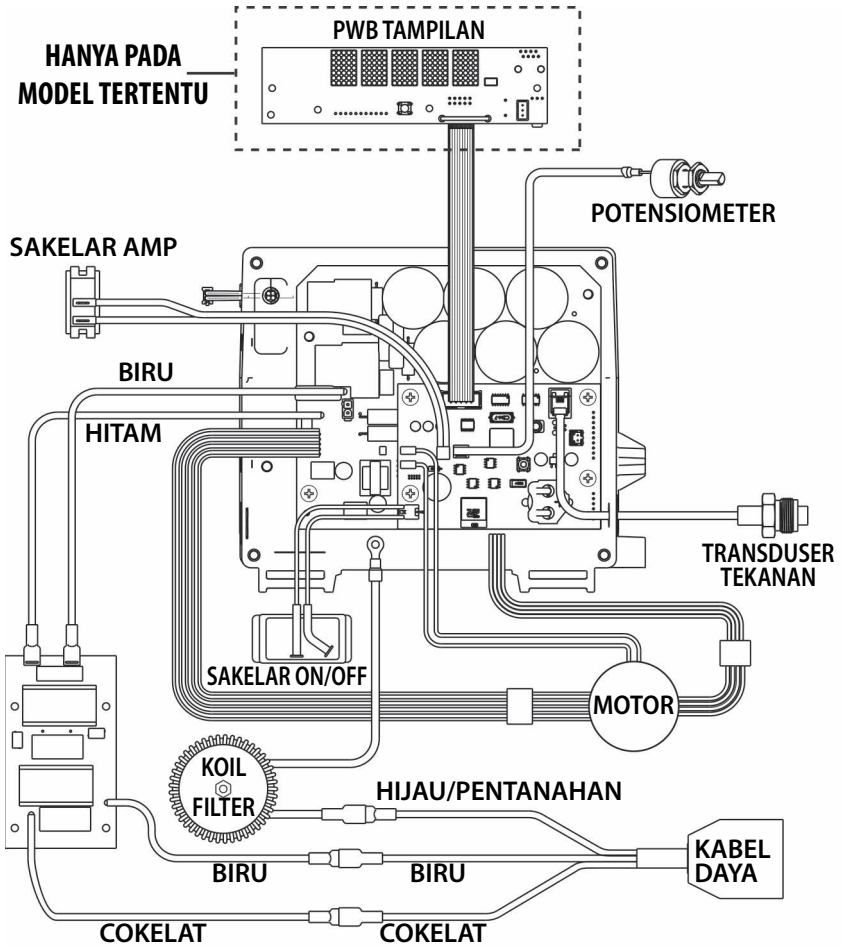 PWB TAMPILAN
HANYA PADA
MODEL TERTENTU
POTENSIOMETER
SAKELAR AMP
BIRU
HITAM
TRANSDUSER
TEKANAN
SAKELAR ON/OFF
MOTOR
KOIL
FILTER
HIJAU/PENTANAHAN
BIRU
BIRU
KABEL
DAYA
COKELAT
COKELAT